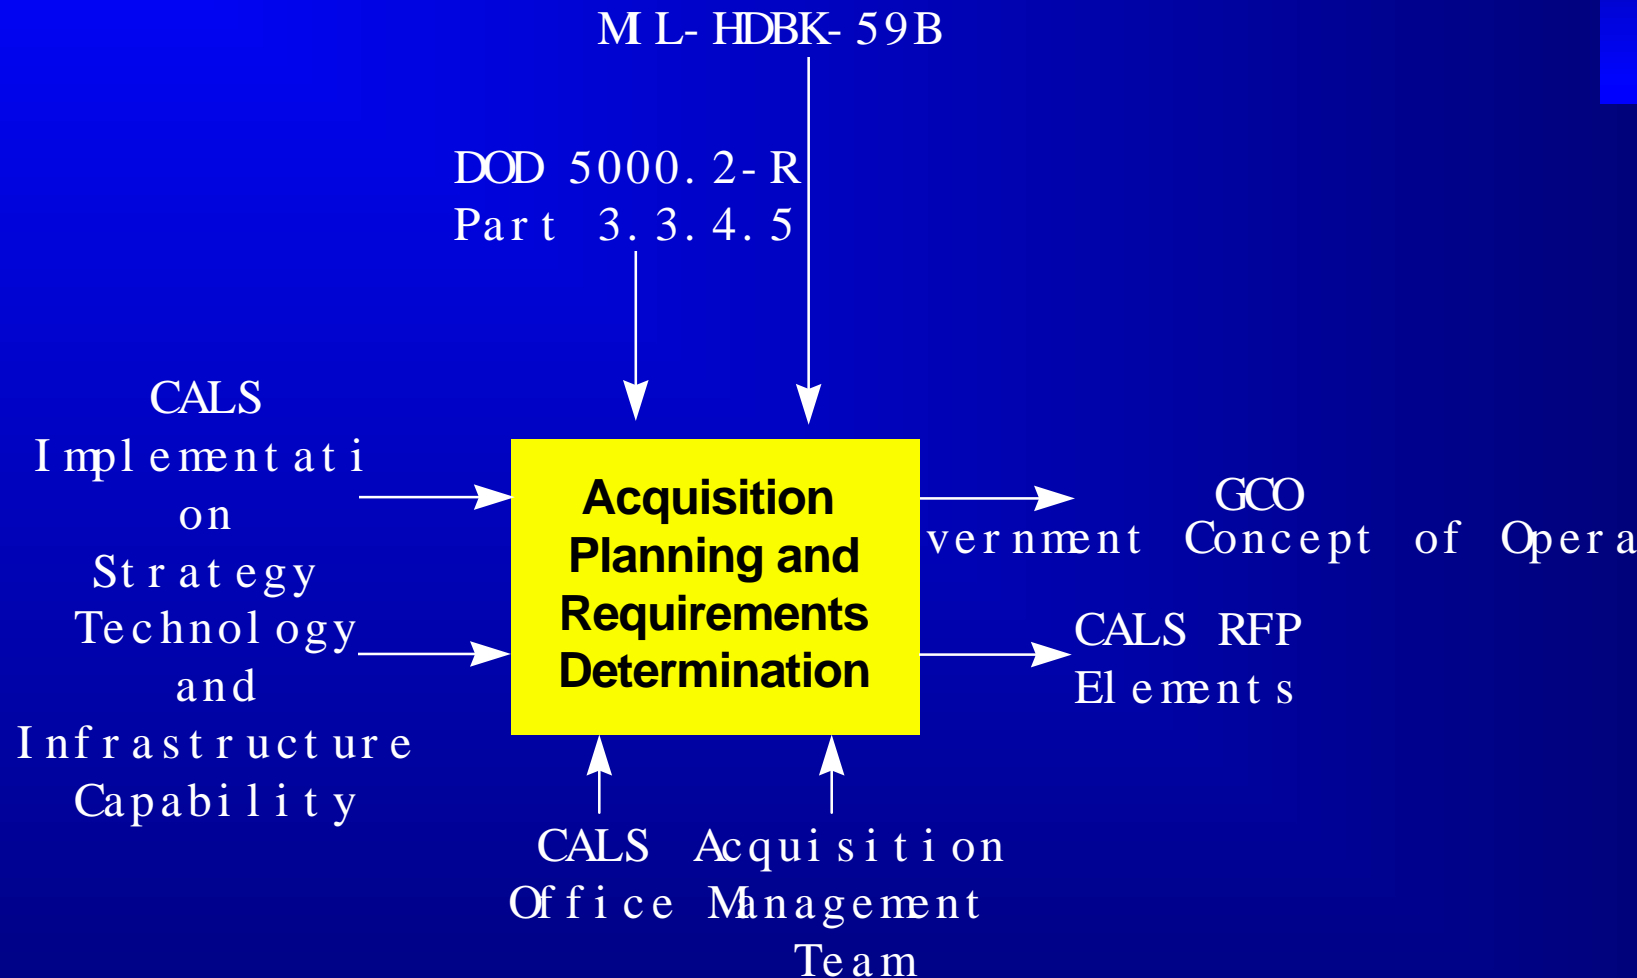 MIL-HDBK-59B
DOD 5000.2-R
Part 3.3.4.5
CALS
Implementati
on
Strategy
Technology
and
Infrastructure
Capability
Acquisition
Planning and
Requirements
Determination
GCO
vernment Concept of Opera
CALS RFP
Elements
CALS
Office
Acquisition
Management
Team